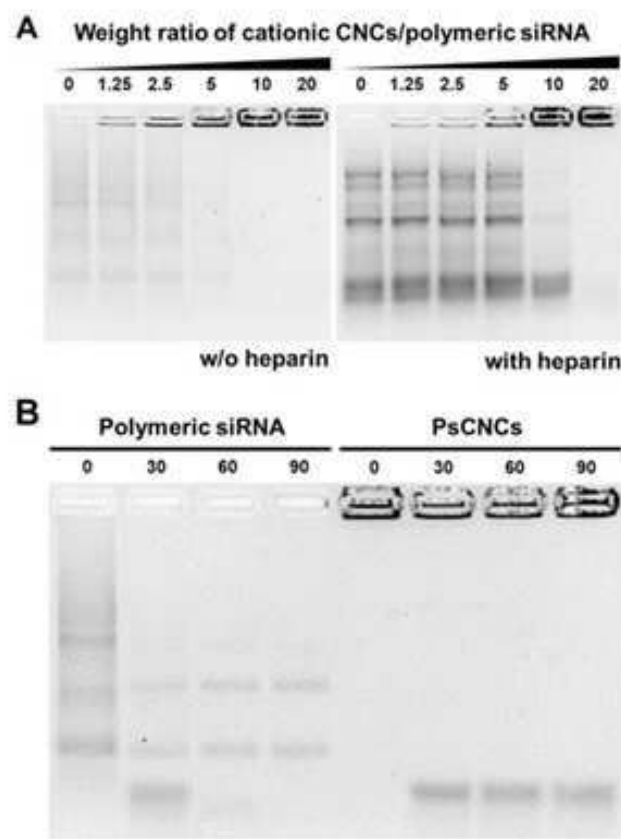 A
Weight ratio of cationic CNCs/polymeric siRNA
0 1.25 2.5 5 10 20 0 1.25 2.5 5 10 20
w/o heparin with heparin
B
Polymeric siRNA PsCNCs
0 30 60 90 0 30 60 90